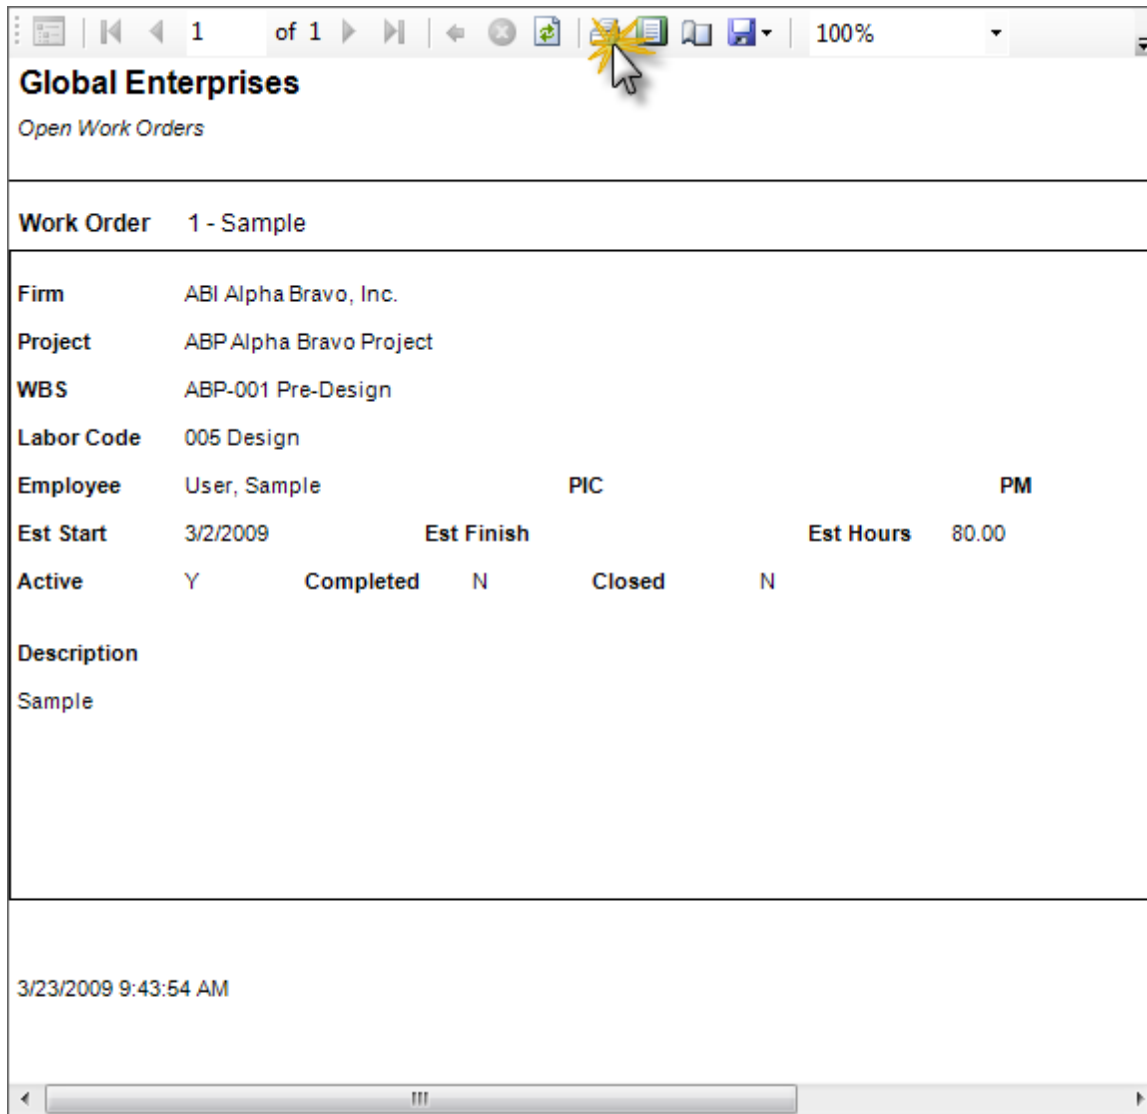 1 of 1 100%
Global Enterprises
Open Work Orders
Work Order 1 - Sample
Firm ABI Alpha Bravo, Inc.
Project ABP Alpha Bravo Project
WBS ABP-001 Pre-Design
Labor Code 005 Design
Employee User, Sample PIC PM
Est Start 3/2/2009 Est Finish Est Hours 80.00
Active Y Completed N Closed N
Description
Sample
3/23/2009 9:43:54 AM